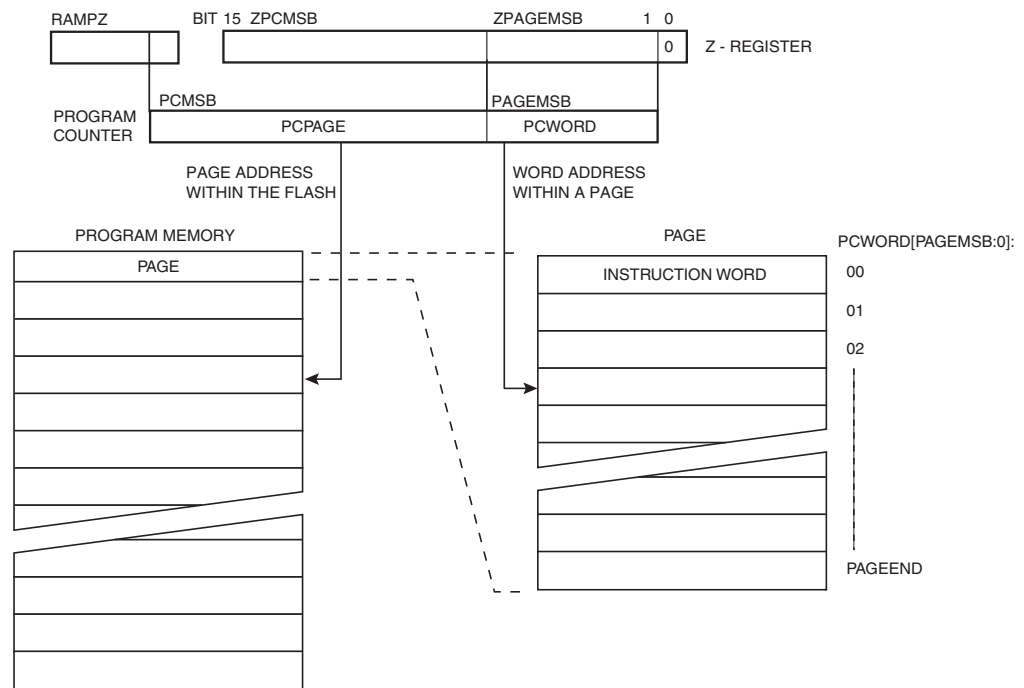 RAMPZ BIT 15 ZPCMSB ZPAGEMSB 1 0
0 Z - REGISTER
PCMSB PAGEMSB
PROGRAM
COUNTER
PCPAGE PCWORD
PAGE ADDRESS
WITHIN THE FLASH
WORD ADDRESS
WITHIN A PAGE
PROGRAM MEMORY
PAGE
PAGE
INSTRUCTION WORD
PCWORD[PAGEMSB:0]:
00
01
02
PAGEEND